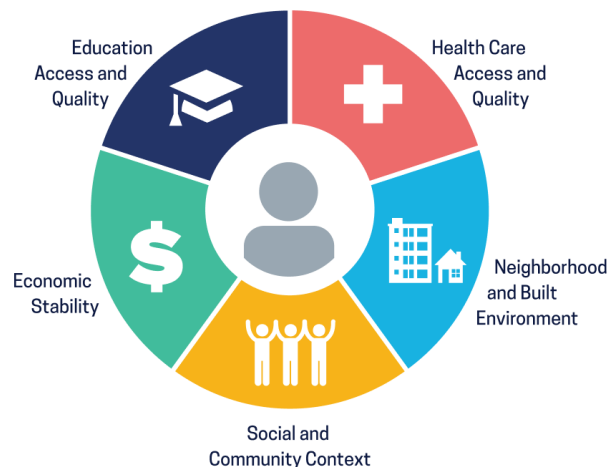 Education
Access and
Quality
Health Care
Access and
Quality
$
Economic
Stability
Neighborhood
and Built
Environment
Social and
Community Context